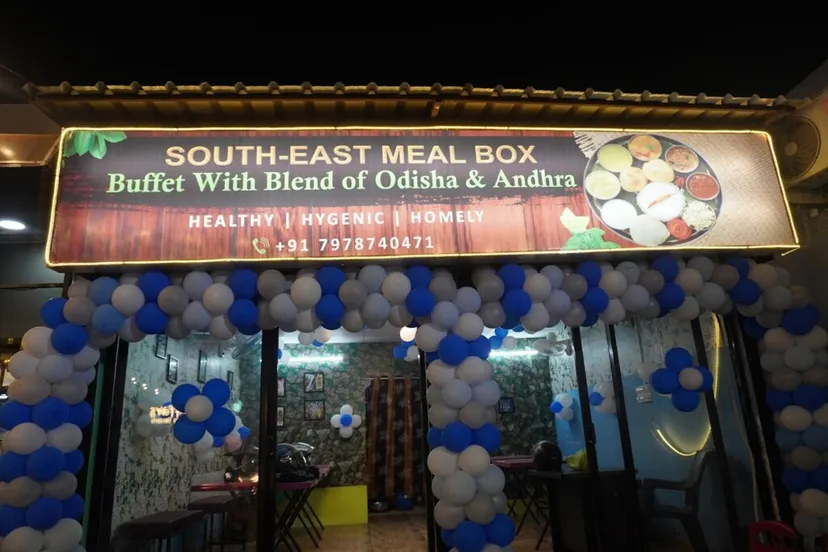 SOUTH-EAST MEAL BOX
Buffet With Blend of Odisha & Andhra
HEALTHY | HYGENIC | HOMELY
+91 7978740471